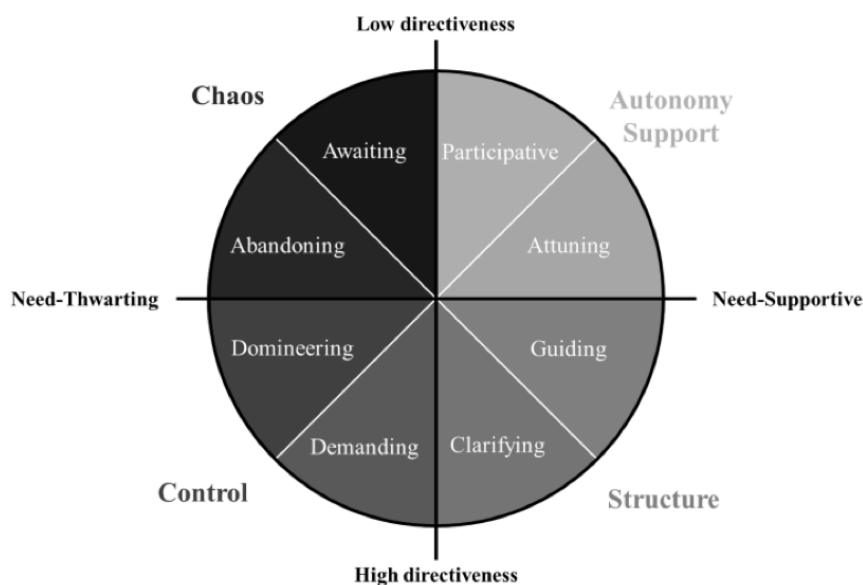 Low directiveness
Chaos
Autonomy
Support
Awaiting
Participative
Abandoning
Attuning
Need-Thwarting
Need-Supportive
Domineering
Guiding
Demanding
Clarifying
Control
Structure
High directiveness